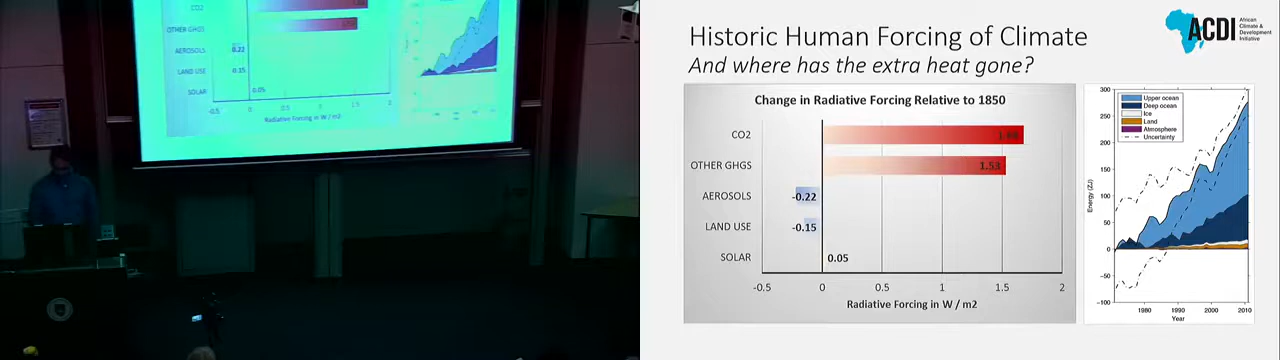 CO2
OTHER GHGS
AEROSOLS
0.22
LAND USE
0.15
SOLAR
0.05
-0.5
0
0.5
1
1.5
2
Radiative Forcing in W / m2
Historic Human Forcing of Climate
And where has the extra heat gone?
ACDI
African
Climate &
Development
Initiative
Change in Radiative Forcing Relative to 1850
CO2
OTHER GHGS
1.53
AEROSOLS
-0.22
LAND USE
-0.15
SOLAR
0.05
-0.5
0
0.5
1
1.5
2
Radiative Forcing in W / m2
300
250
200
150
100
50
0
−50
−100
Energy (ZJ)
Upper ocean
Deep ocean
Ice
Land
Atmosphere
Uncertainty
1980
1990
2000
2010
Year